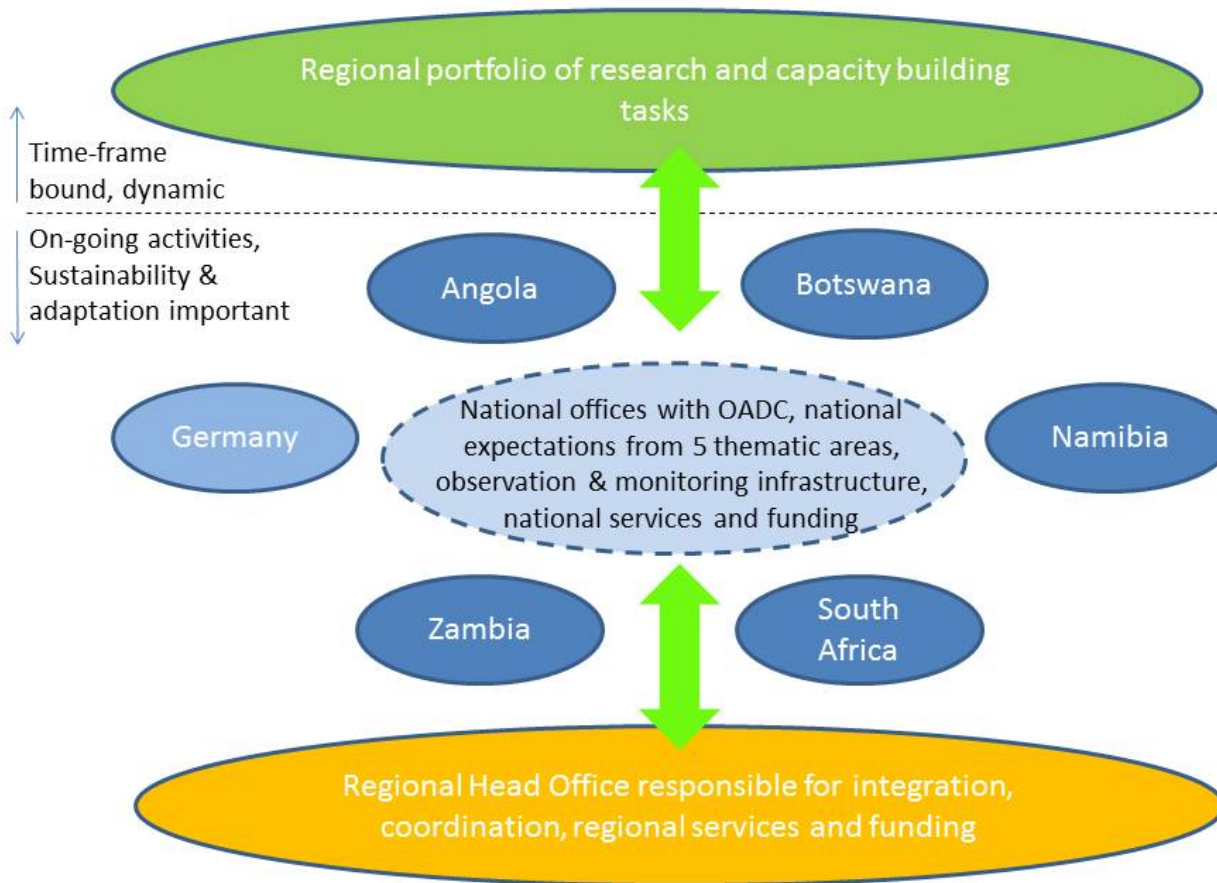 Regional portfolio of research and capacity building
tasks
Time-frame
bound, dynamic
On-going activities,
Sustainability &
adaptation important
Angola
Botswana
Germany
National offices with OADC, national
expectations from 5 thematic areas,
observation & monitoring infrastructure,
national services and funding
Namibia
Zambia
South
Africa
Regional Head Office responsible for integration,
coordination, regional services and funding